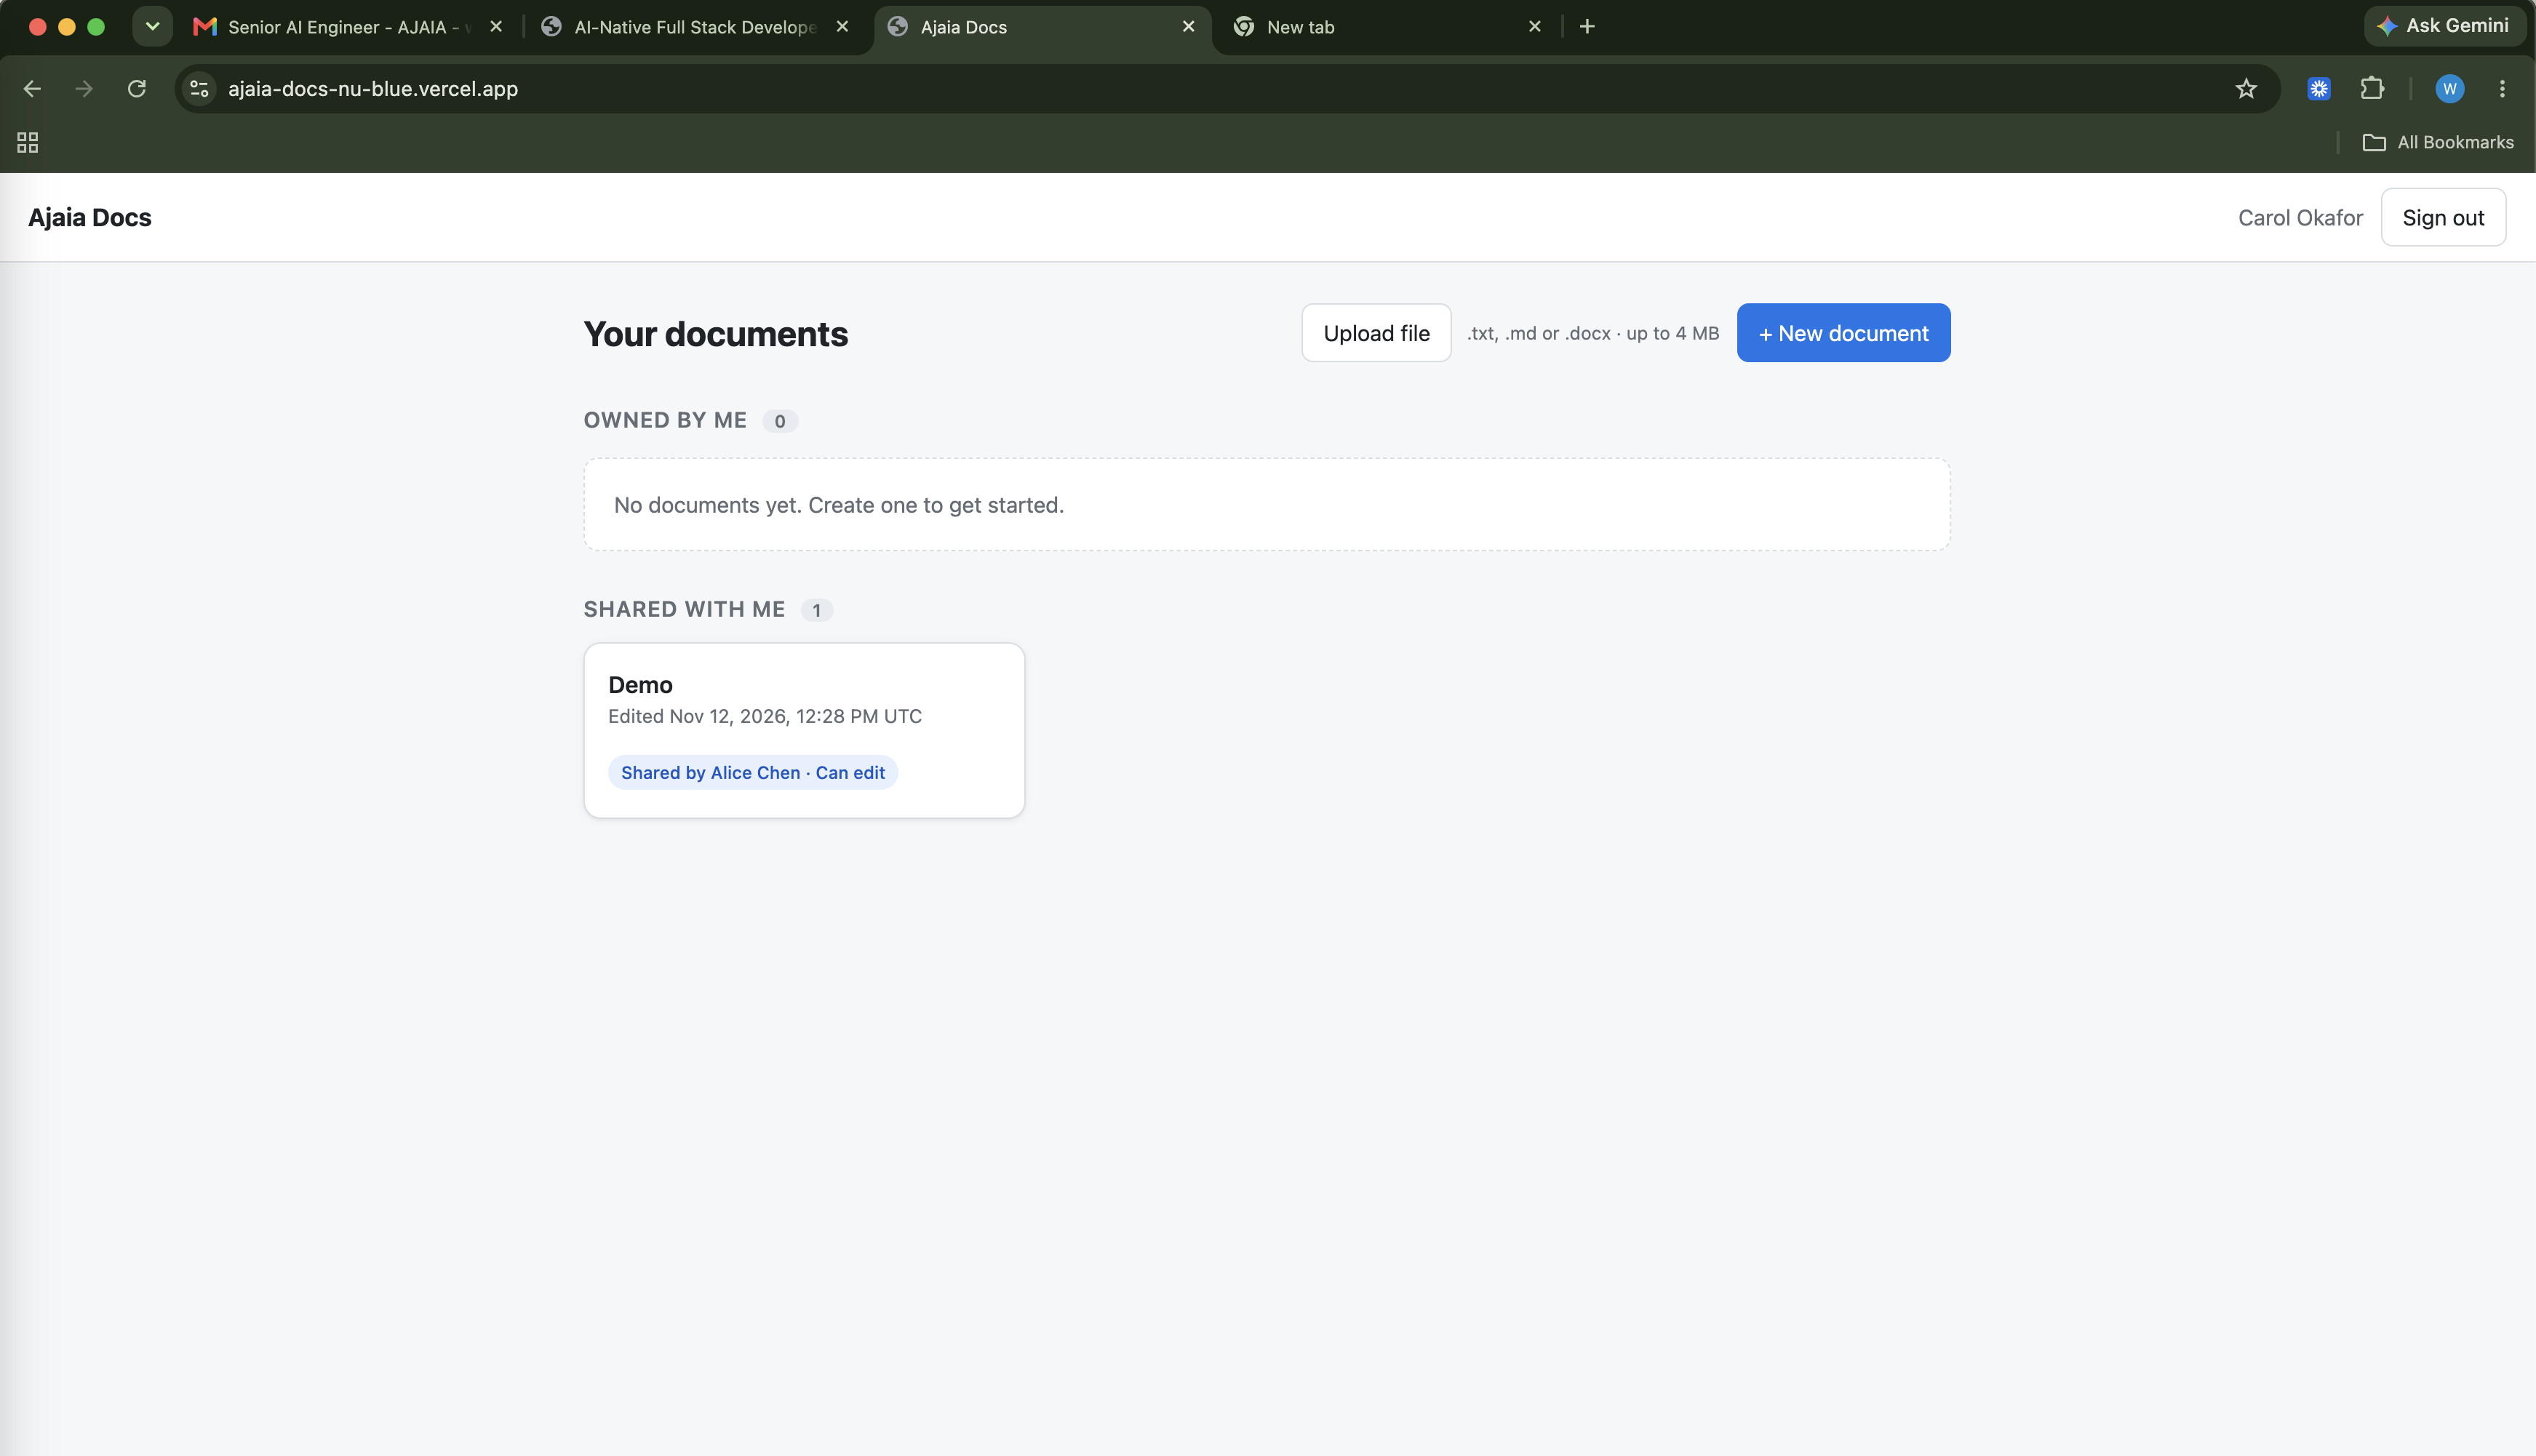 Senior AI Engineer - AJAIA -
AI-Native Full Stack Develope
Ajaia Docs
New tab
Ask Gemini
ajaia-docs-nu-blue.vercel.app
W
All Bookmarks
Ajaia Docs
Carol Okafor
Sign out
Your documents
Upload file
.txt, .md or .docx · up to 4 MB
+ New document
OWNED BY ME 0
No documents yet. Create one to get started.
SHARED WITH ME 1
Demo
Edited Nov 12, 2026, 12:28 PM UTC
Shared by Alice Chen · Can edit